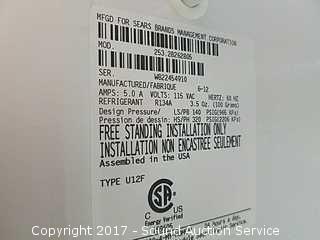 MFGD FOR SEARS BRANDS MANAGEMENT CORPORATION
MOD. 253.28262805
SER. WB22454910
MANUFACTURED/FABRIQUE 6-12
AMPS: 5.0 A VOLTS: 115 VAC HERTZ: 60 HZ
REFRIGERANT R134A 3.5 Oz. (100 Grams)
Design Pressure/ LS/PB 140 PSIG(965 KPa)
Pression de dessin: HS/PH 320 PSIG(2206 KPa)
FREE STANDING INSTALLATION ONLY
INSTALLATION NON ENCASTREE SEULEMENT
Assembled in the USA
TYPE U12F
C US
Energy Verified
Copyright 2017 - Sound Auction Service